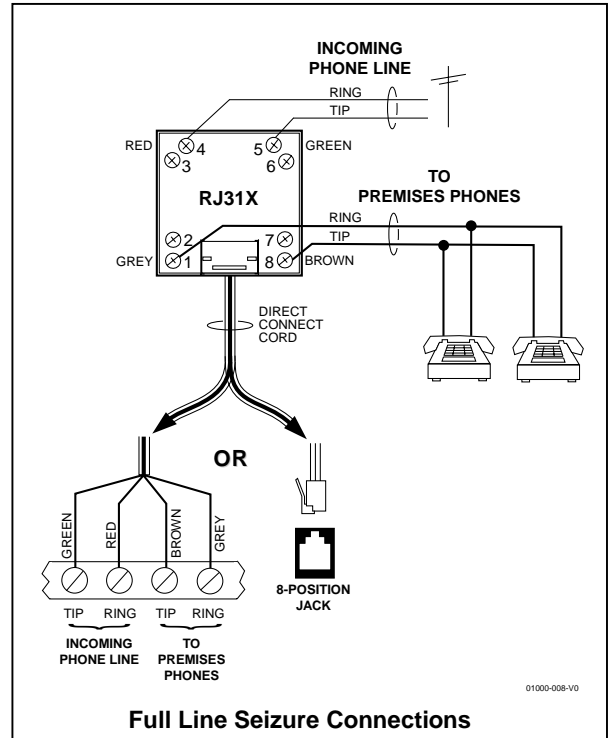 INCOMING
PHONE LINE
RING
TIP
RED
4
5
GREEN
3
6
RJ31X
TO
PREMISES PHONES
RING
TIP
2
7
GREY
1
8
BROWN
DIRECT
CONNECT
CORD
OR
GREEN
RED
BROWN
GREY
8-POSITION
JACK
TIP RING TIP RING
INCOMING
PHONE LINE
TO
PREMISES
PHONES
01000-008-V0
Full Line Seizure Connections